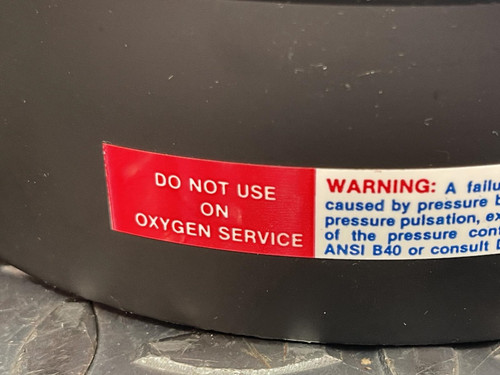 DO NOT USE
ON
OXYGEN SERVICE
WARNING: A
caused by pressure
pressure pulsation,
of the pressure
ANSI B40 or consult